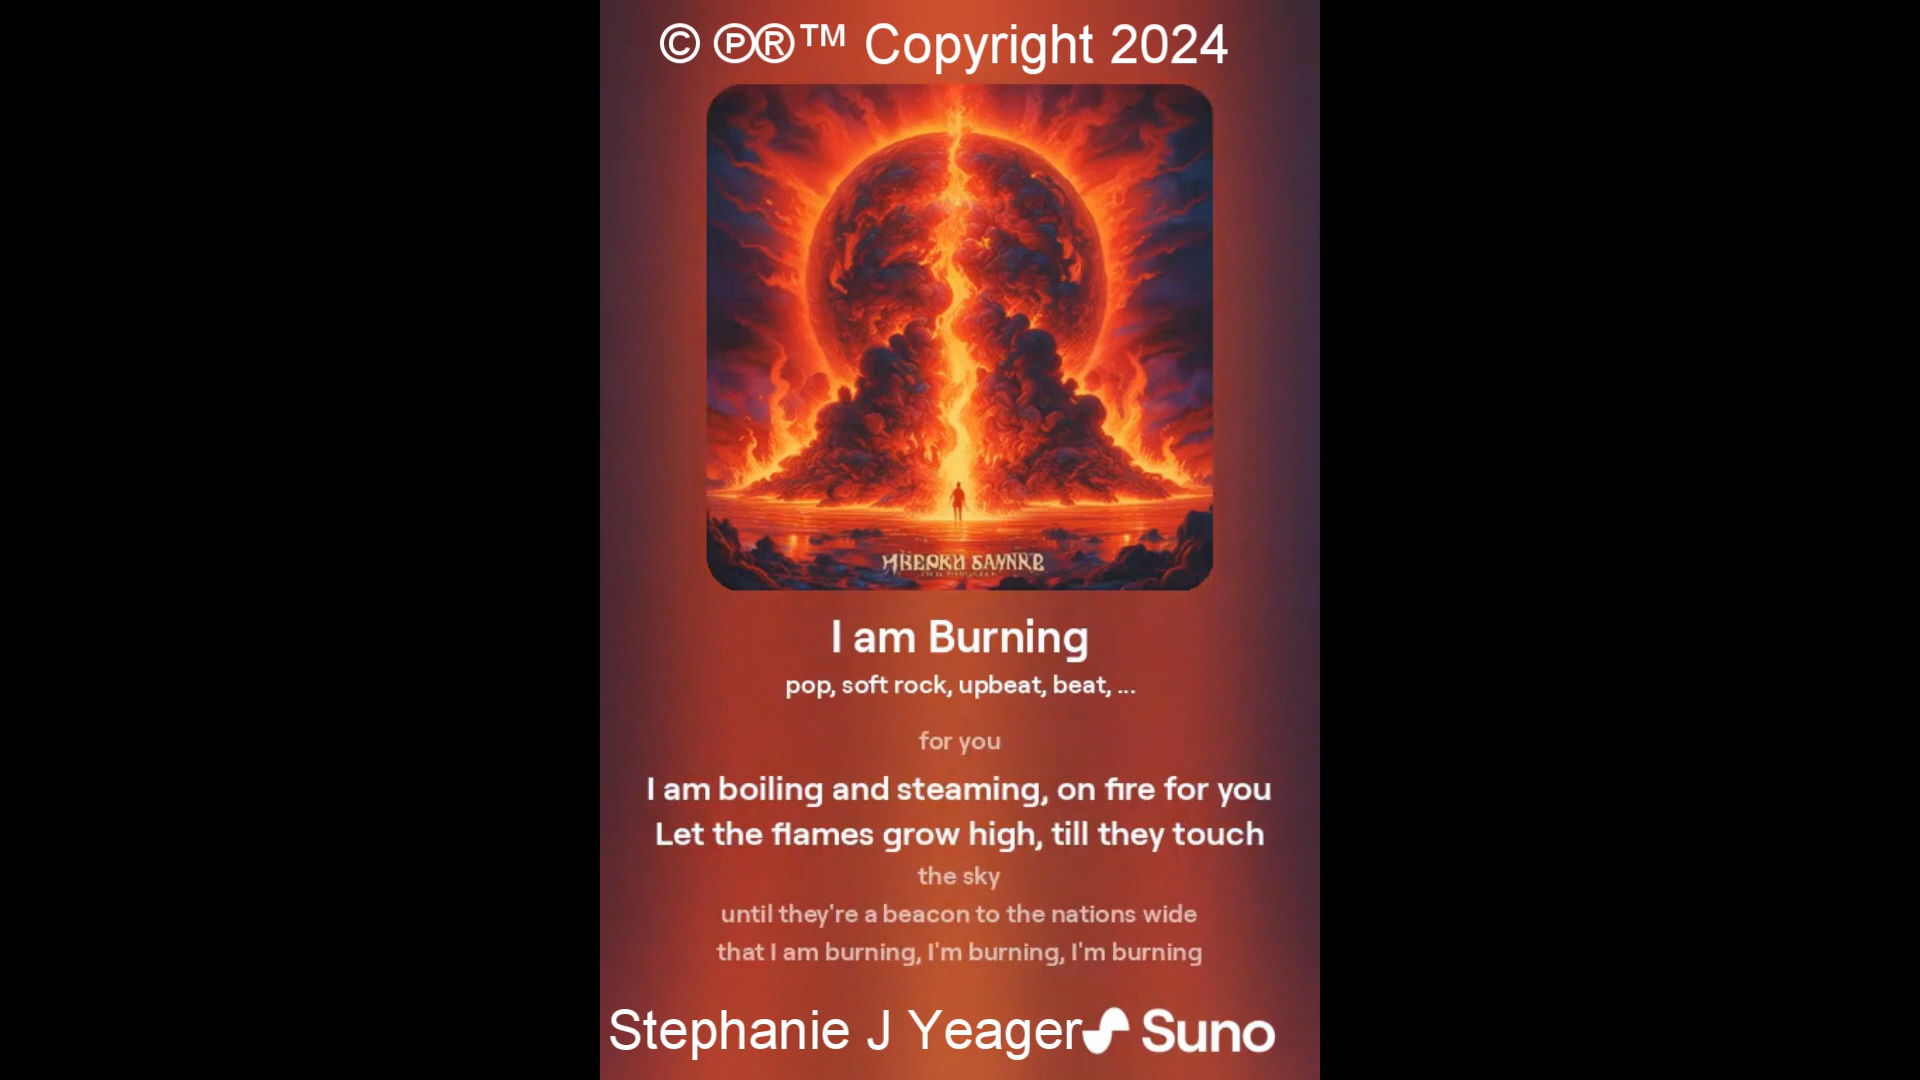 © ℗®™ Copyright 2024
I am Burning
pop, soft rock, upbeat, beat, ...
for you
I am boiling and steaming, on fire for you
Let the flames grow high, till they touch
the sky
until they're a beacon to the nations wide
that I am burning, I'm burning, I'm burning
Stephanie J Yeager Suno